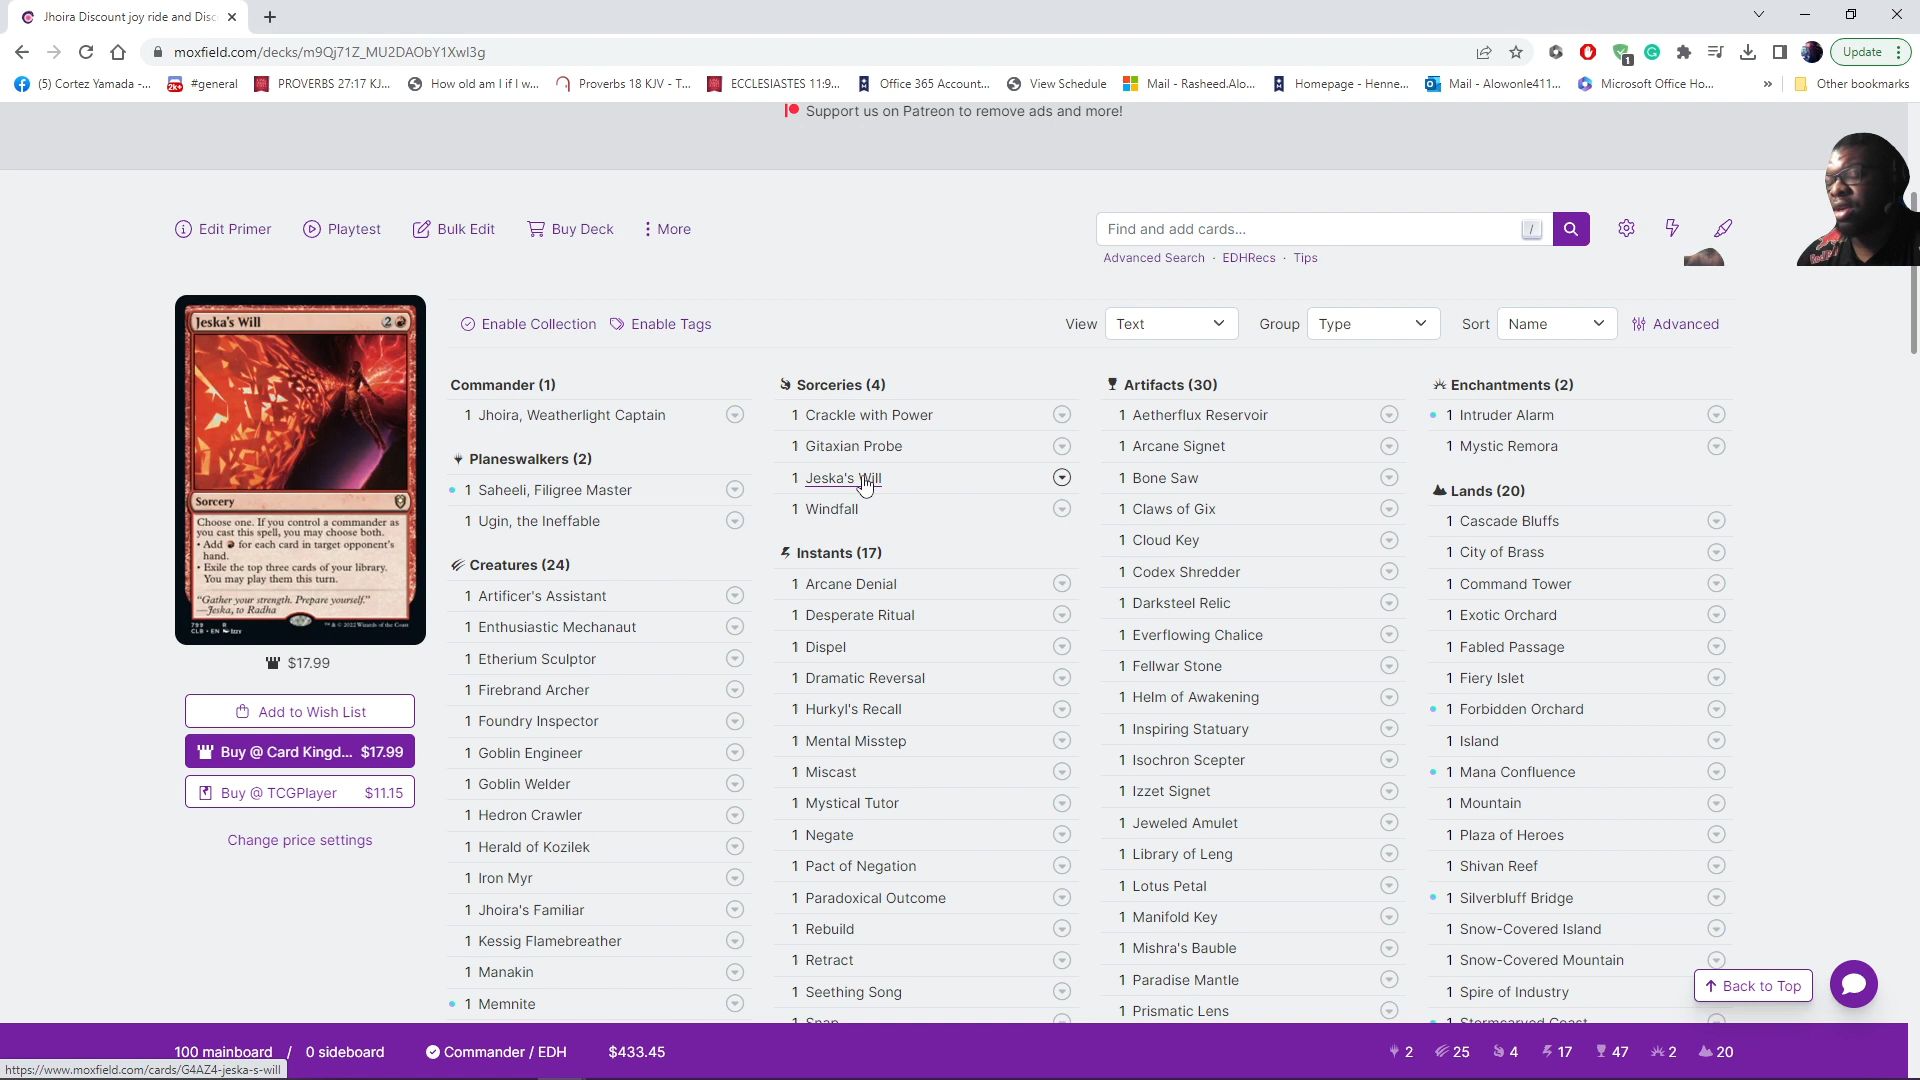 Jhoira Discount joy ride and Disc
moxfield.com/decks/m9Qj71Z_MU2DAObY1Xwl3g
Update
1
(5) Cortez Yamada -...
2k+
#general
PROVERBS 27:17 KJ...
How old am I if I w...
Proverbs 18 KJV - T...
ECCLESIASTES 11:9...
Office 365 Account...
View Schedule
Mail - Rasheed.Alo...
Homepage - Henne...
Mail - Alowonle411...
Microsoft Office Ho...
»
Other bookmarks
Support us on Patreon to remove ads and more!
Edit Primer
Playtest
Bulk Edit
Buy Deck
More
Find and add cards...
/
Advanced Search · EDHRecs · Tips
Jeska's Will 2
Sorcery
Choose one. If you control a commander as
you cast this spell, you may choose both.
• Add for each card in target opponent's
hand.
• Exile the top three cards of your library.
You may play them this turn.
"Gather your strength. Prepare yourself."
—Jeska, to Radha
799 R
CLB • EN Izzy
™ & © 2022 Wizards of the Coast
$17.99
Add to Wish List
Buy @ Card Kingd... $17.99
Buy @ TCGPlayer $11.15
Change price settings
Enable Collection
Enable Tags
View Text
Group Type
Sort Name
Advanced
Commander (1)
1 Jhoira, Weatherlight Captain
Planeswalkers (2)
1 Saheeli, Filigree Master
1 Ugin, the Ineffable
Creatures (24)
1 Artificer's Assistant
1 Enthusiastic Mechanaut
1 Etherium Sculptor
1 Firebrand Archer
1 Foundry Inspector
1 Goblin Engineer
1 Goblin Welder
1 Hedron Crawler
1 Herald of Kozilek
1 Iron Myr
1 Jhoira's Familiar
1 Kessig Flamebreather
1 Manakin
1 Memnite
Sorceries (4)
1 Crackle with Power
1 Gitaxian Probe
1 Jeska's Will
1 Windfall
Instants (17)
1 Arcane Denial
1 Desperate Ritual
1 Dispel
1 Dramatic Reversal
1 Hurkyl's Recall
1 Mental Misstep
1 Miscast
1 Mystical Tutor
1 Negate
1 Pact of Negation
1 Paradoxical Outcome
1 Rebuild
1 Retract
1 Seething Song
1 Snap
Artifacts (30)
1 Aetherflux Reservoir
1 Arcane Signet
1 Bone Saw
1 Claws of Gix
1 Cloud Key
1 Codex Shredder
1 Darksteel Relic
1 Everflowing Chalice
1 Fellwar Stone
1 Helm of Awakening
1 Inspiring Statuary
1 Isochron Scepter
1 Izzet Signet
1 Jeweled Amulet
1 Library of Leng
1 Lotus Petal
1 Manifold Key
1 Mishra's Bauble
1 Paradise Mantle
1 Prismatic Lens
Enchantments (2)
1 Intruder Alarm
1 Mystic Remora
Lands (20)
1 Cascade Bluffs
1 City of Brass
1 Command Tower
1 Exotic Orchard
1 Fabled Passage
1 Fiery Islet
1 Forbidden Orchard
1 Island
1 Mana Confluence
1 Mountain
1 Plaza of Heroes
1 Shivan Reef
1 Silverbluff Bridge
1 Snow-Covered Island
1 Snow-Covered Mountain
1 Spire of Industry
1 Stormcarved Coast
Back to Top
100 mainboard / 0 sideboard
Commander / EDH
$433.45
2 25 4 17 47 2 20
https://www.moxfield.com/cards/G4AZ4-jeska-s-will